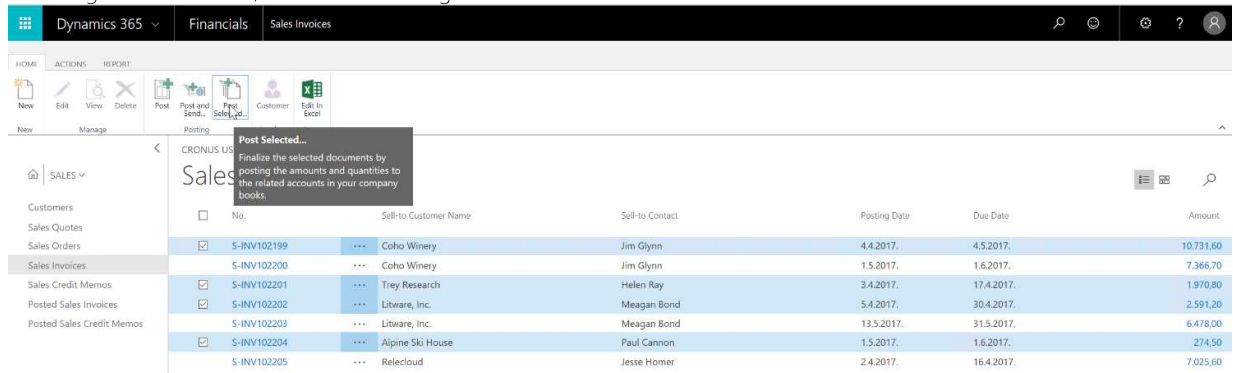 Dynamics 365 Financials Sales Invoices
HOME ACTIONS REPORT
New Edit View Delete Post Post and Send... Post Selected... Customer Edit In Excel
New Manage Posting
Post Selected...
Finalize the selected documents by
posting the amounts and quantities to
the related accounts in your company
books.
CRONUS US
Sales
SALES
Customers
Sales Quotes
Sales Orders
Sales Invoices
Sales Credit Memos
Posted Sales Invoices
Posted Sales Credit Memos
No. Sell-to Customer Name Sell-to Contact Posting Date Due Date Amount
S-INV102199 ... Coho Winery Jim Glynn 4.4.2017. 4.5.2017. 10.731,60
S-INV102200 ... Coho Winery Jim Glynn 1.5.2017. 1.6.2017. 7.366,70
S-INV102201 ... Trey Research Helen Ray 3.4.2017. 17.4.2017. 1.970,80
S-INV102202 ... Litware, Inc. Meagan Bond 5.4.2017. 30.4.2017. 2.591,20
S-INV102203 ... Litware, Inc. Meagan Bond 13.5.2017. 31.5.2017. 6.478,00
S-INV102204 ... Alpine Ski House Paul Cannon 1.5.2017. 1.6.2017. 274,50
S-INV102205 ... Relecloud Jesse Homer 2.4.2017. 16.4.2017. 7.025,60